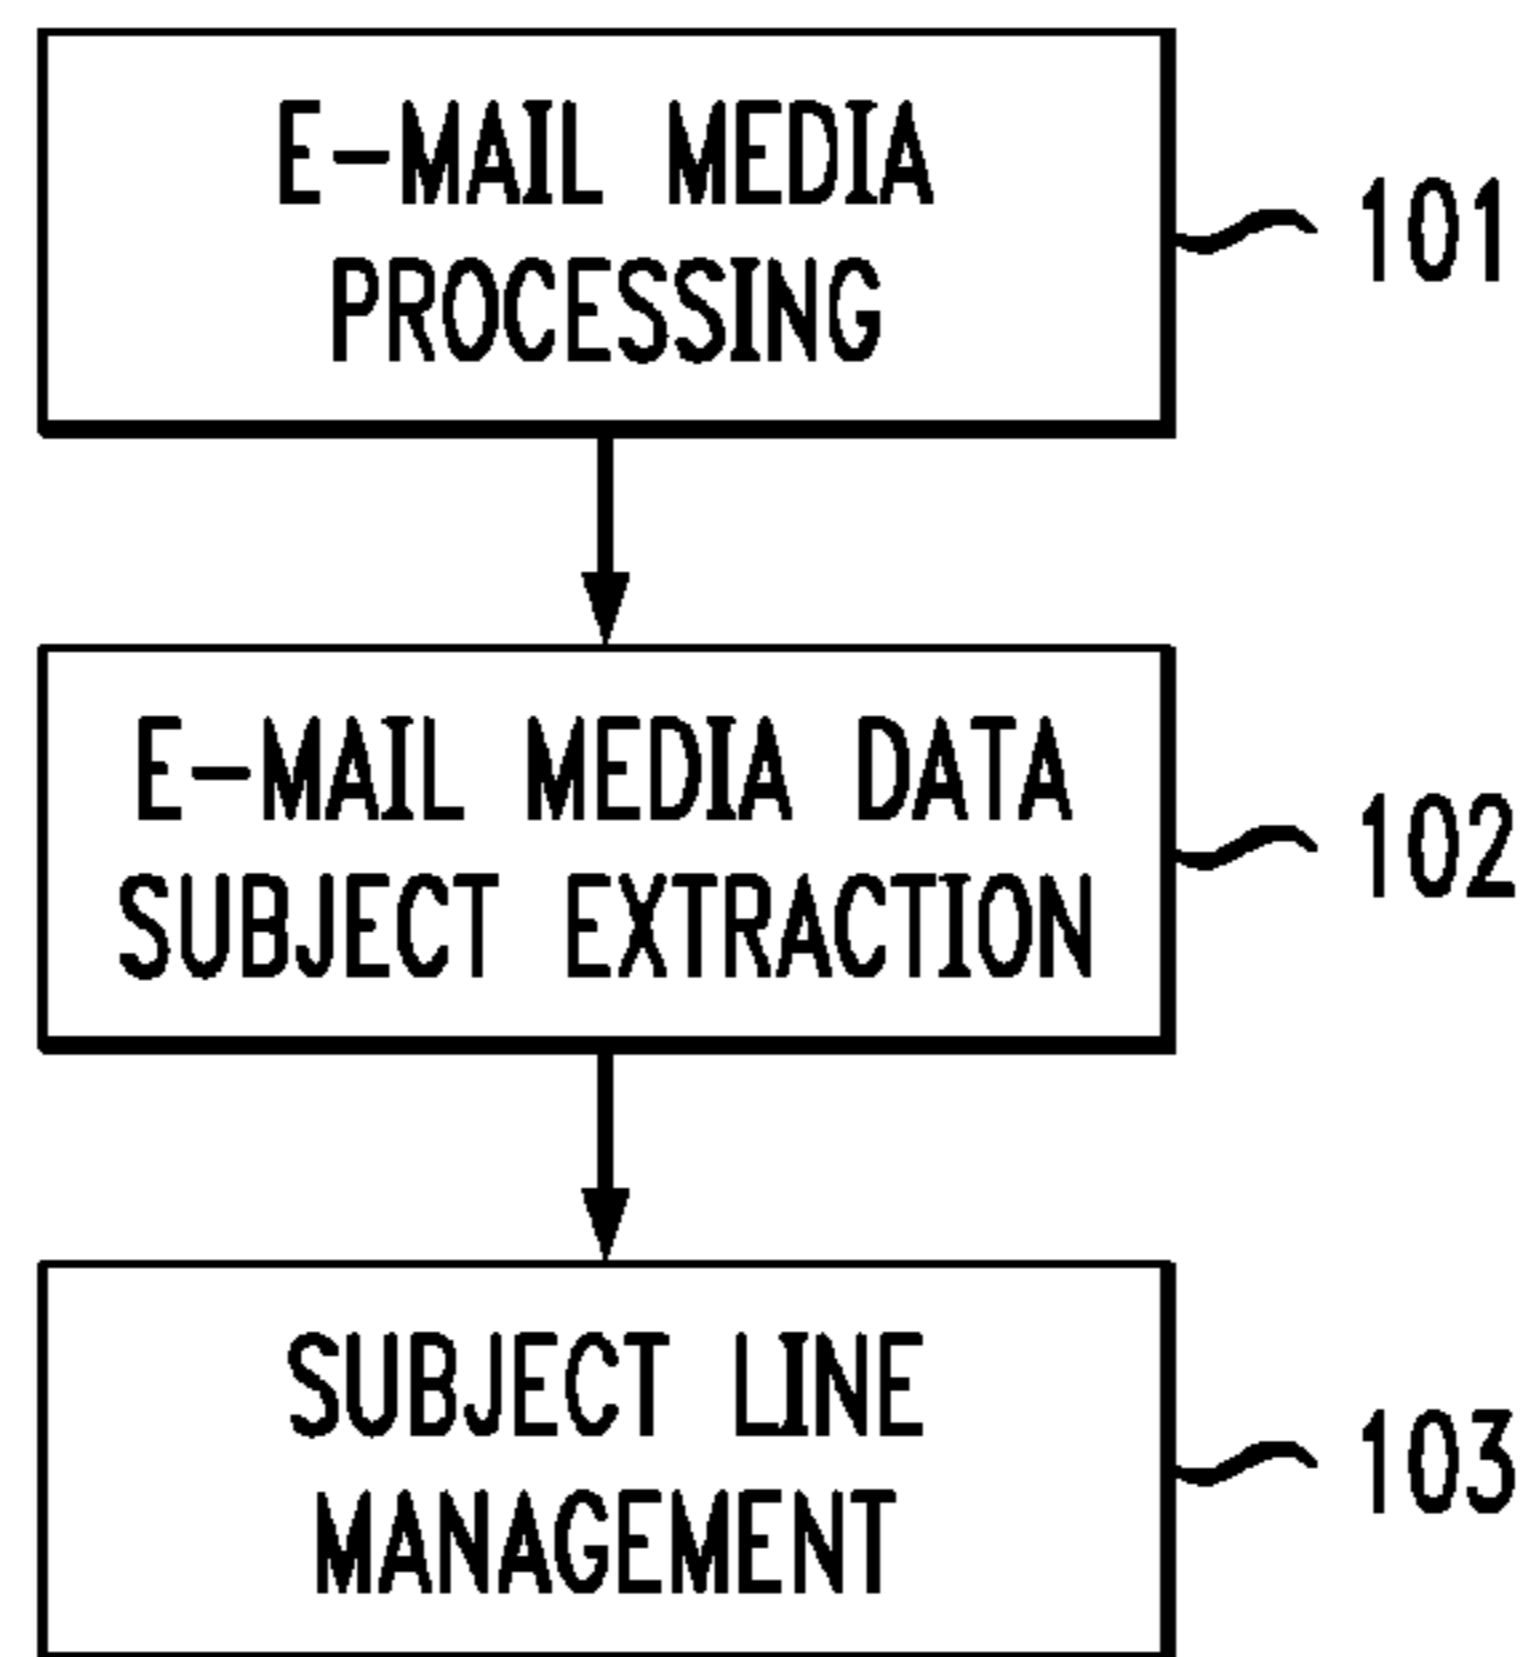 E-MAIL MEDIA
PROCESSING
101
E-MAIL MEDIA DATA
SUBJECT EXTRACTION
102
SUBJECT LINE
MANAGEMENT
103